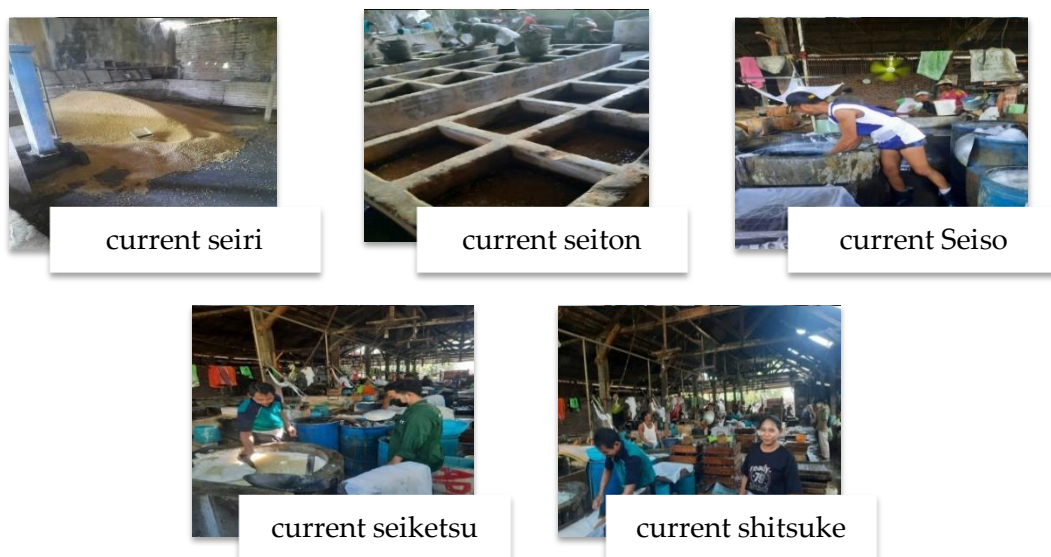 current seiri
current seiton
current Seiso
current seiketsu
current shitsuke